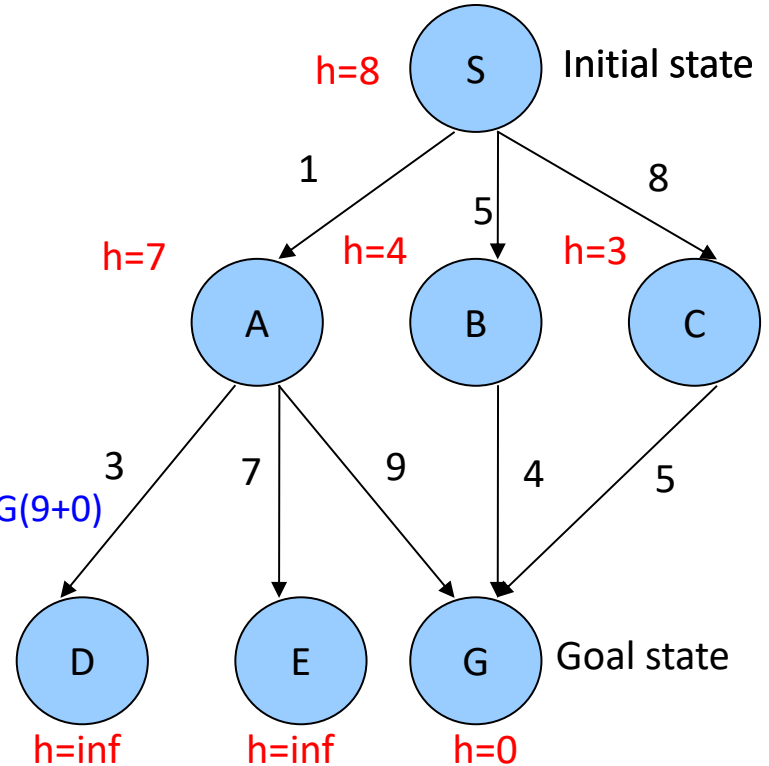 S
Initial state
h=8
1
5
8
h=7
h=4
h=3
A
B
C
3
7
9
4
5
G(9+0)
D
E
G
Goal state
h=inf
h=inf
h=0